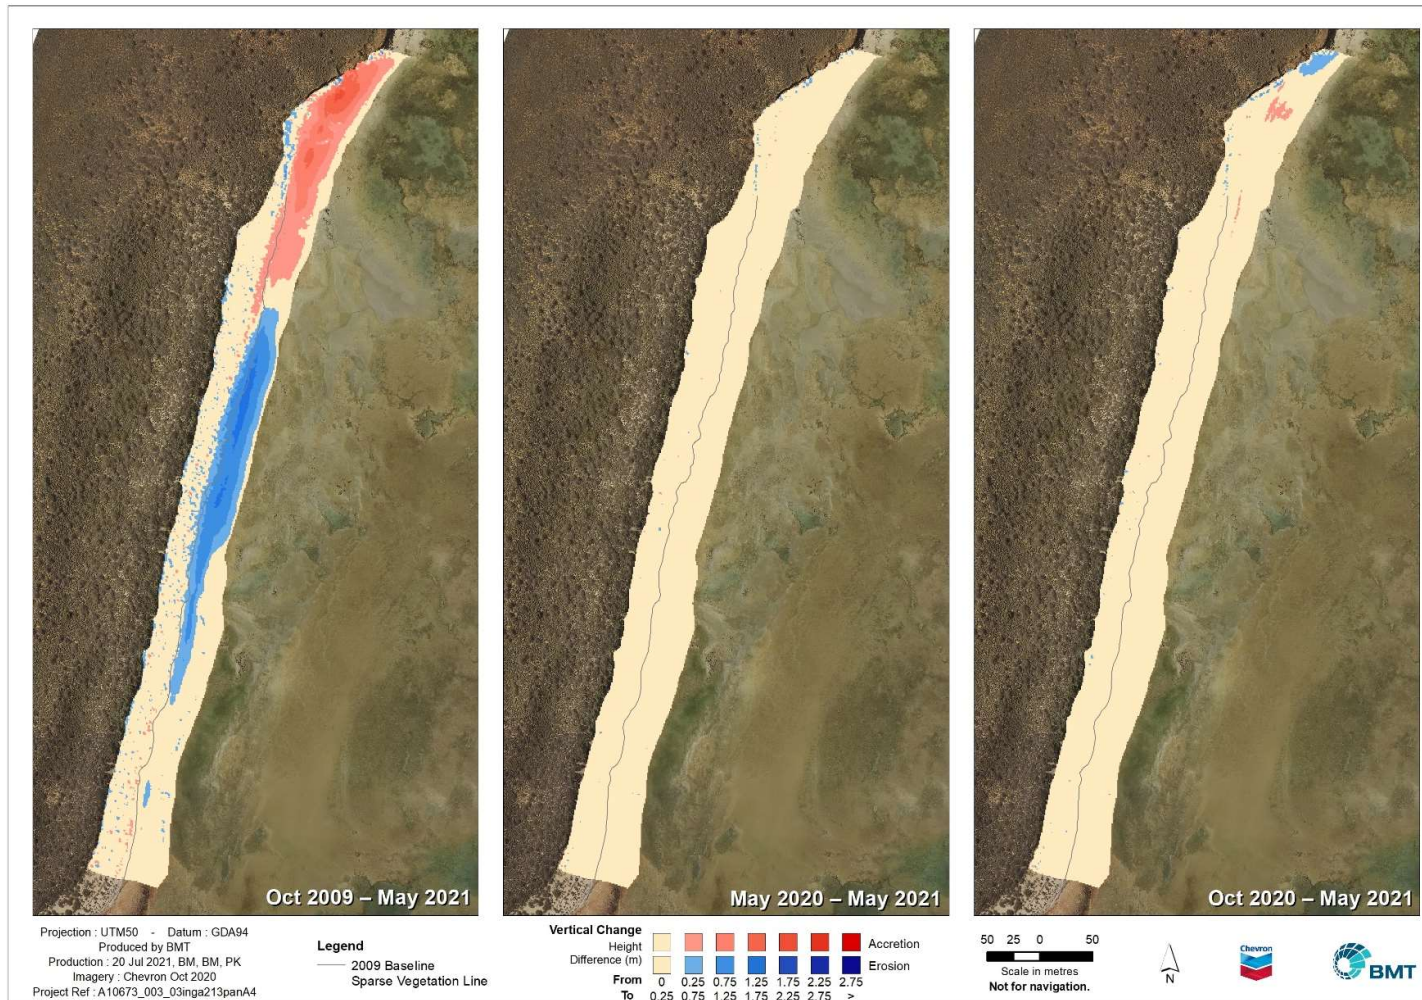 Oct 2009 – May 2021
May 2020 – May 2021
Oct 2020 – May 2021
Projection : UTM50 - Datum : GDA94
Produced by BMT
Production : 20 Jul 2021, BM, BM, PK
Imagery : Chevron Oct 2020
Project Ref : A10673_003_03inga213panA4
Legend
2009 Baseline
Sparse Vegetation Line
Vertical Change
Height
Difference (m)
Accretion
Erosion
From 0 0.25 0.75 1.25 1.75 2.25 2.75
To 0.25 0.75 1.25 1.75 2.25 2.75 >
50 25 0 50
Scale in metres
Not for navigation.
N
Chevron
BMT